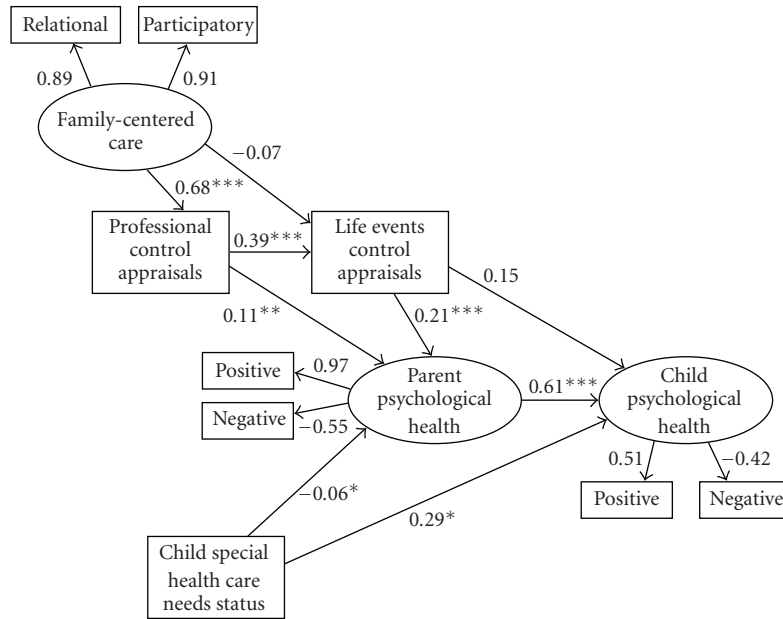 Relational
Participatory
0.89
0.91
Family-centered
care
−0.07
0.68***
Professional
control
appraisals
0.39***
Life events
control
appraisals
0.15
0.11**
0.21***
Positive
0.97
Negative
−0.55
Parent
psychological
health
0.61***
Child
psychological
health
0.51
−0.42
Positive
Negative
−0.06*
0.29*
Child special
health care
needs status